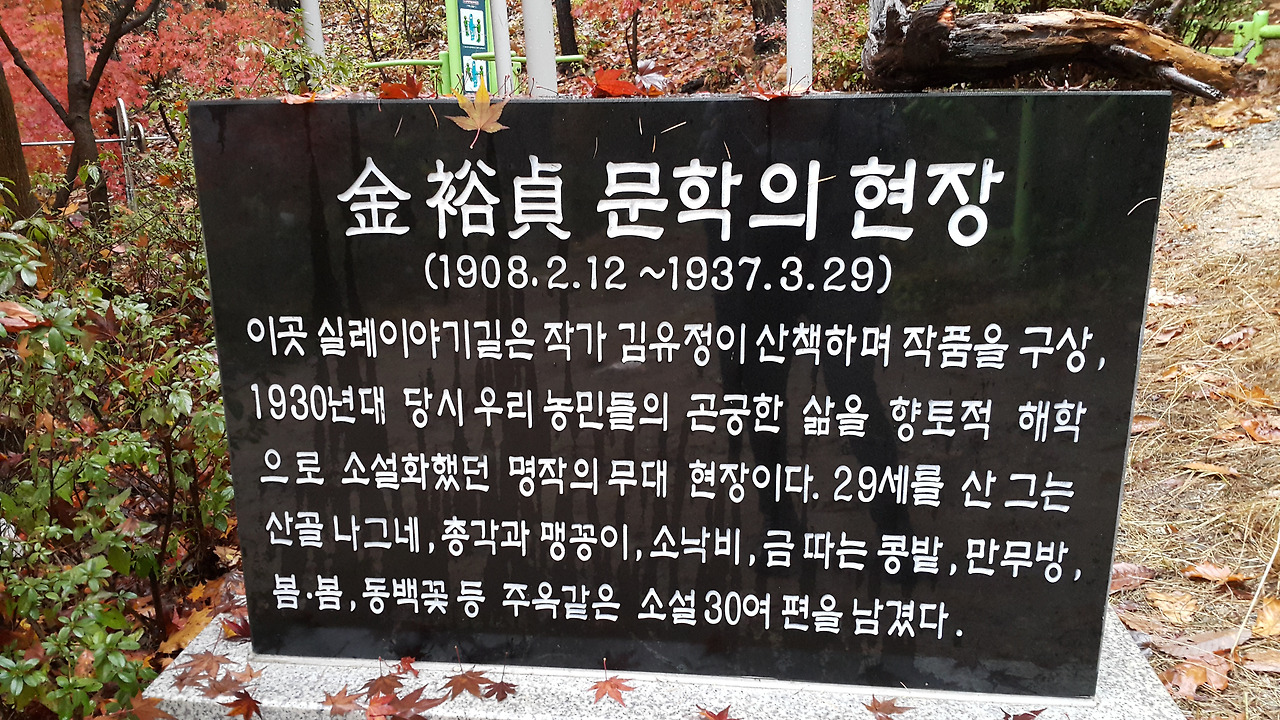 金裕貞 문학의 현장
(1908.2.12 ~1937.3.29)
이곳 실레이야기길은 작가 김유정이 산책하며 작품을 구상,
1930년대 당시 우리 농민들의 곤궁한 삶을 향토적 해학
으로 소설화했던 명작의 무대 현장이다. 29세를 산 그는
산골 나그네, 총각과 맹꽁이, 소낙비, 금 따는 콩밭, 만무방,
봄·봄, 동백꽃 등 주옥같은 소설 30여 편을 남겼다.